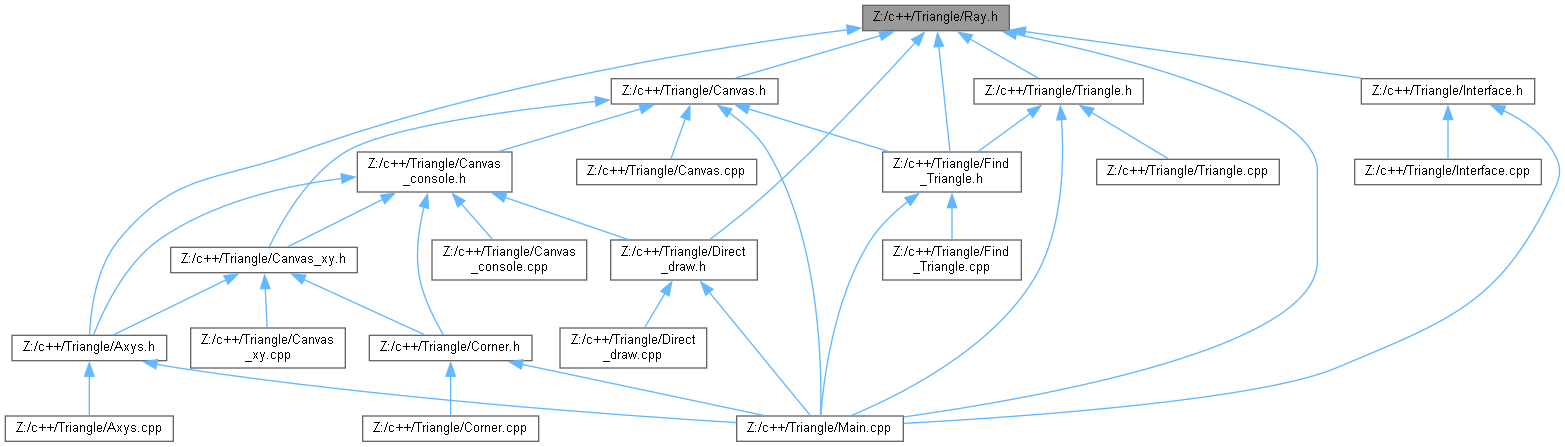 Z:/c++/Triangle/Ray.h
Z:/c++/Triangle/Canvas.h
Z:/c++/Triangle/Triangle.h
Z:/c++/Triangle/Interface.h
Z:/c++/Triangle/Canvas
_console.h
Z:/c++/Triangle/Canvas.cpp
Z:/c++/Triangle/Find
_Triangle.h
Z:/c++/Triangle/Triangle.cpp
Z:/c++/Triangle/Interface.cpp
Z:/c++/Triangle/Canvas_xy.h
Z:/c++/Triangle/Canvas
_console.cpp
Z:/c++/Triangle/Direct
_draw.h
Z:/c++/Triangle/Find
_Triangle.cpp
Z:/c++/Triangle/Axys.h
Z:/c++/Triangle/Canvas
_xy.cpp
Z:/c++/Triangle/Corner.h
Z:/c++/Triangle/Direct
_draw.cpp
Z:/c++/Triangle/Axys.cpp
Z:/c++/Triangle/Corner.cpp
Z:/c++/Triangle/Main.cpp